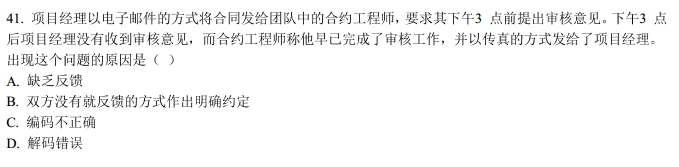 41. 项目经理以电子邮件的方式将合同发给团队中的合约工程师，要求其下午3 点前提出审核意见。下午3 点
后项目经理没有收到审核意见，而合约工程师称他早已完成了审核工作，并以传真的方式发给了项目经理。
出现这个问题的原因是（ ）
A. 缺乏反馈
B. 双方没有就反馈的方式作出明确约定
C. 编码不正确
D. 解码错误